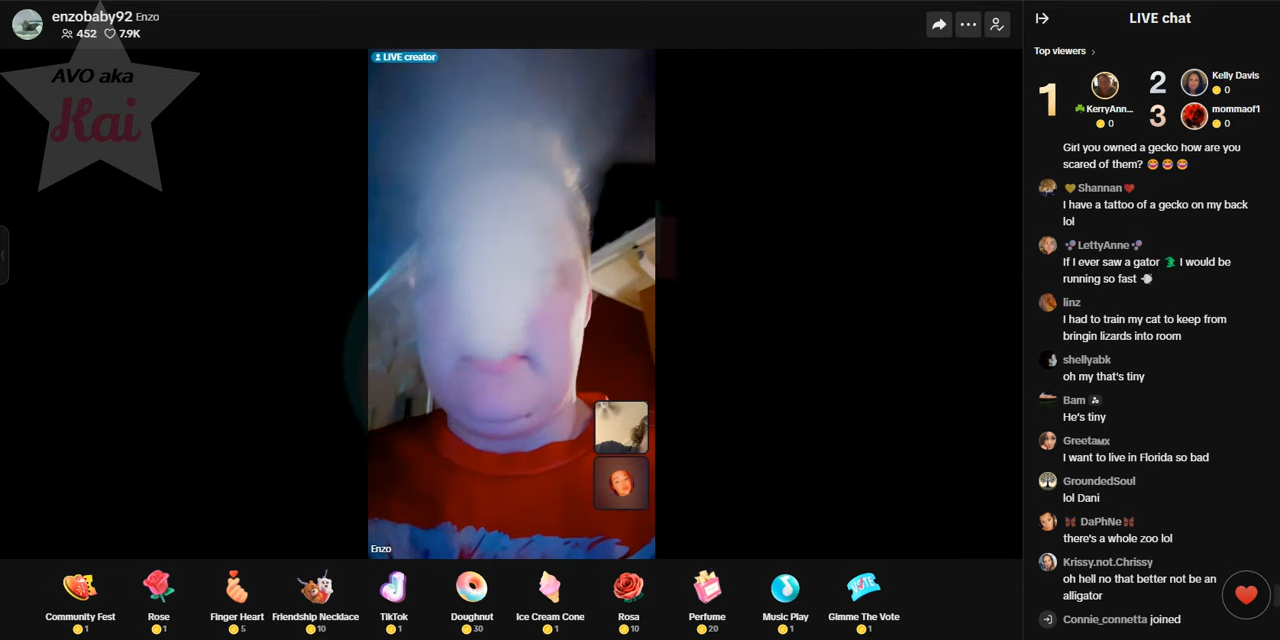 enzobaby92 Enzo
452 7.9K
AVO aka
Kai
LIVE creator
Enzo
Community Fest
1
Rose
1
Finger Heart
5
Friendship Necklace
10
TikTok
1
Doughnut
30
Ice Cream Cone
1
Rosa
10
Perfume
20
Music Play
1
VOTE
Gimme The Vote
1
LIVE chat
Top viewers
1
KerryAnn...
0
2
Kelly Davis
0
3
mommaof1
0
Girl you owned a gecko how are you
scared of them?
Shannan
I have a tattoo of a gecko on my back
lol
LettyAnne
If I ever saw a gator I would be
running so fast
linz
I had to train my cat to keep from
bringin lizards into room
shellyabk
oh my that's tiny
Bam
He's tiny
Greetamx
I want to live in Florida so bad
GroundedSoul
lol Dani
DaPhNe
there's a whole zoo lol
Krissy.not.Chrissy
oh hell no that better not be an
alligator
Connie_connetta joined